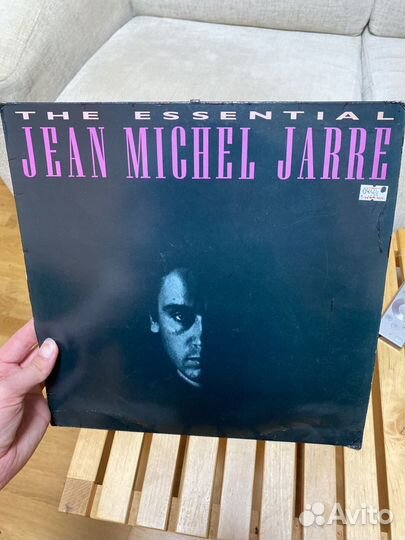 THE ESSENTIAL
JEAN MICHEL JARRE
Avito